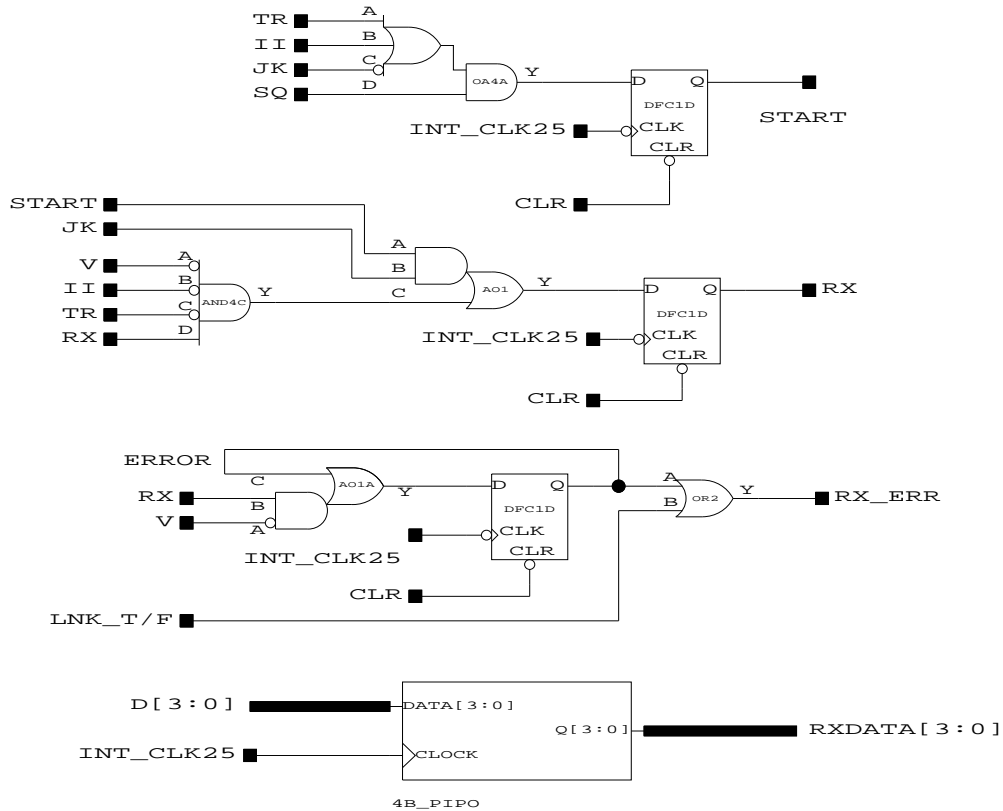 TR A
II B
JK C
SQ D
OA4A Y
D Q
DFC1D
INT_CLK25 CLK
CLR
START
CLR
START
JK
A
B
C
V A
II B
TR C
RX D
AND4C Y
AO1 Y
D Q
DFC1D
RX
INT_CLK25 CLK
CLR
CLR
ERROR
C
RX B
V A
AO1A Y
D Q
DFC1D
CLK
INT_CLK25
CLR
CLR
A
B
OR2 Y
RX_ERR
LNK_T/F
D[3:0] DATA[3:0]
Q[3:0] RXDATA[3:0]
INT_CLK25 CLOCK
4B_PIPO